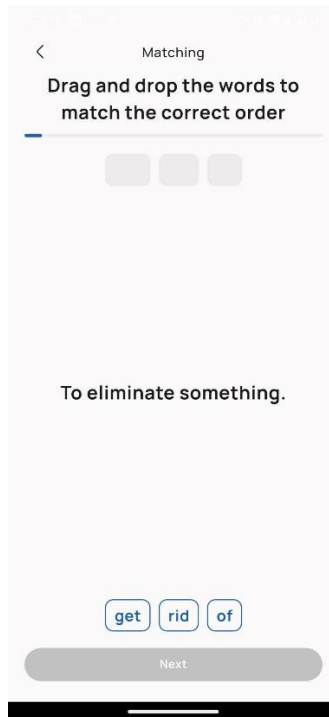 Matching
Drag and drop the words to
match the correct order
To eliminate something.
get rid of
Next